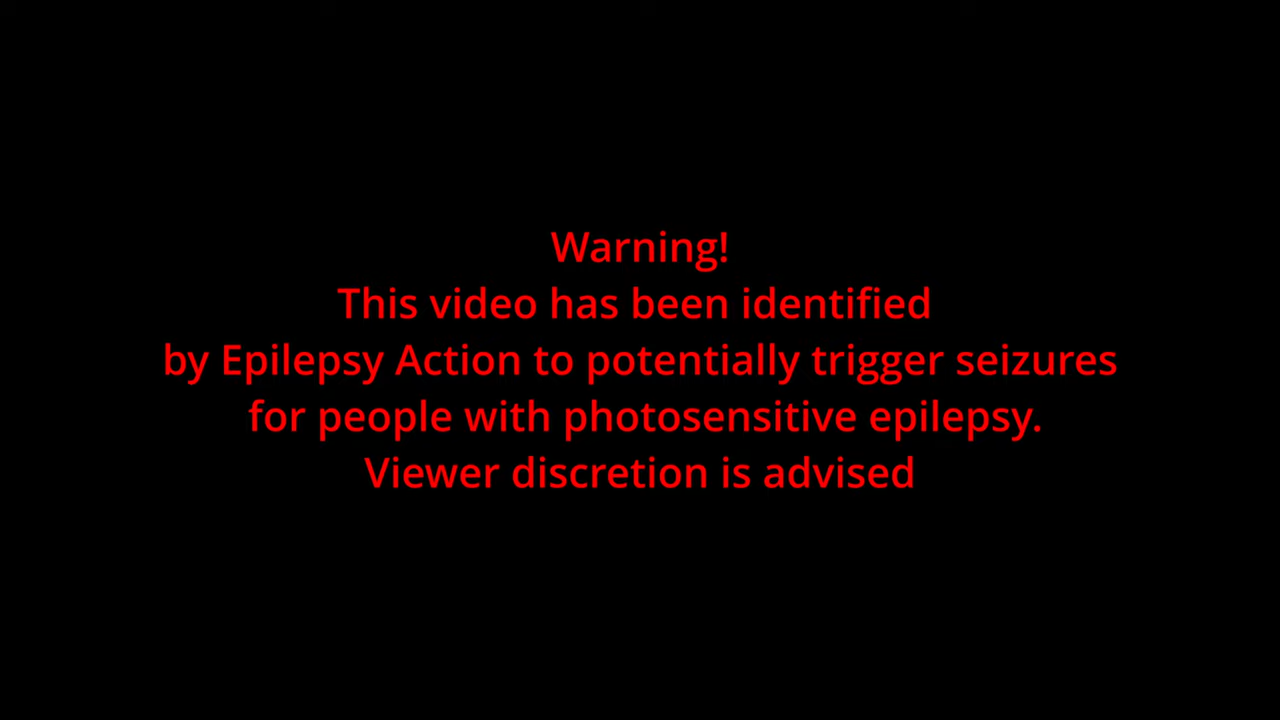 Warning!
This video has been identified
by Epilepsy Action to potentially trigger seizures
for people with photosensitive epilepsy.
Viewer discretion is advised